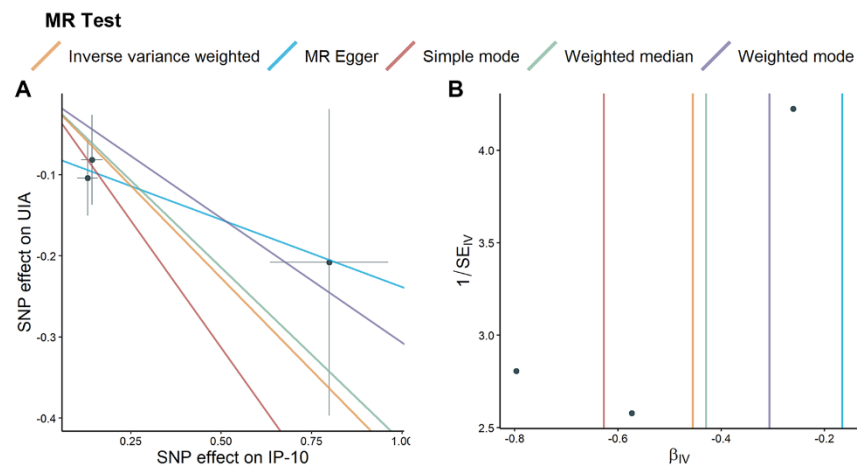 MR Test
Inverse variance weighted MR Egger Simple mode Weighted median Weighted mode
A
SNP effect on UIA
-0.1
-0.2
-0.3
-0.4
0.25 0.50 0.75 1.00
SNP effect on IP-10
B
1/SE_IV
4.0
3.5
3.0
2.5
-0.8 -0.6 -0.4 -0.2
β_IV